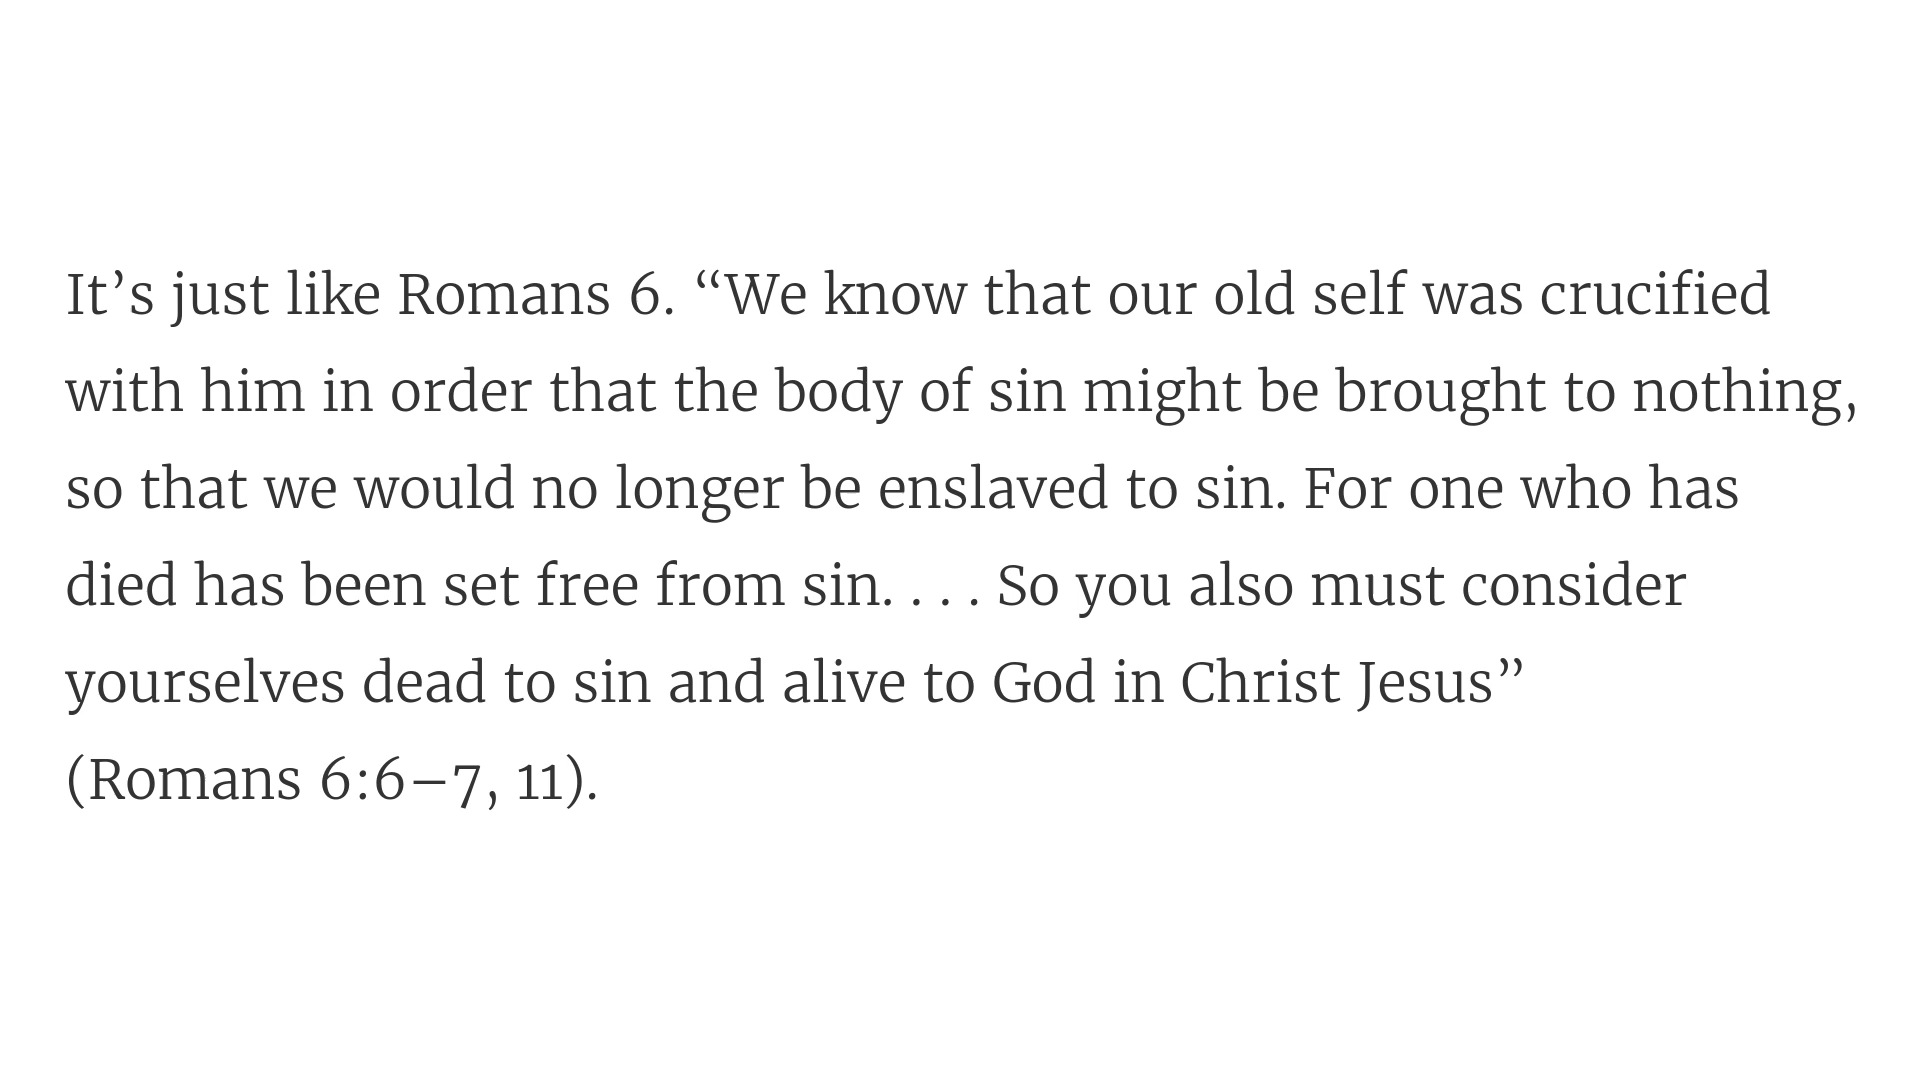 It’s just like Romans 6. “We know that our old self was crucified
with him in order that the body of sin might be brought to nothing,
so that we would no longer be enslaved to sin. For one who has
died has been set free from sin. . . . So you also must consider
yourselves dead to sin and alive to God in Christ Jesus”
(Romans 6:6–7, 11).